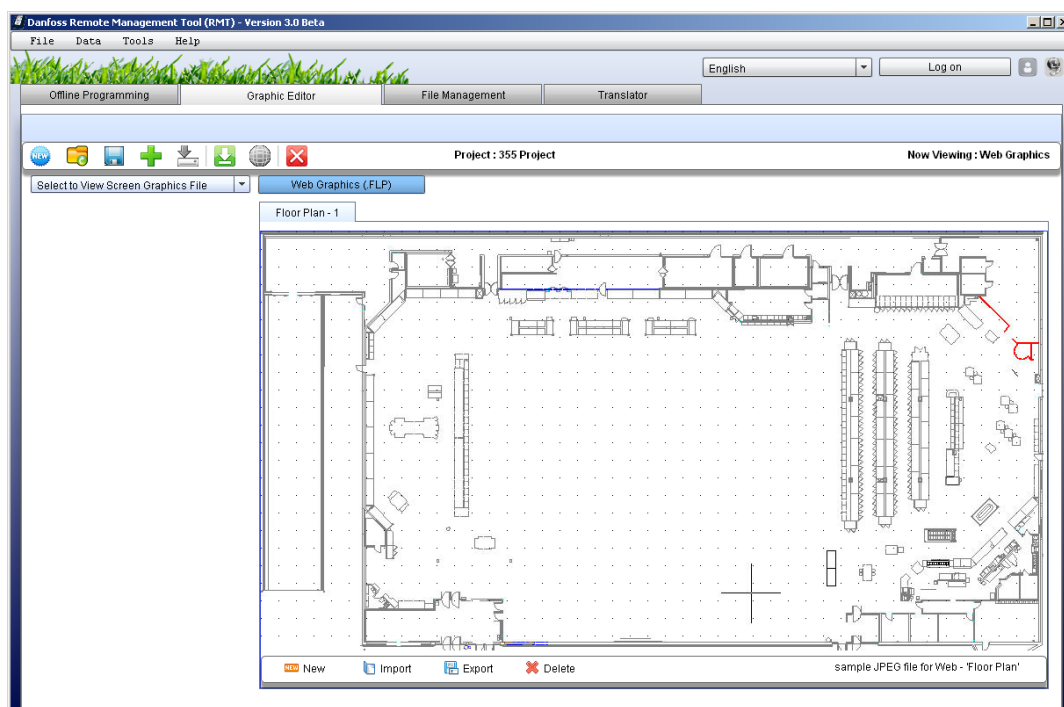 Danfoss Remote Management Tool (RMT) - Version 3.0 Beta
File Data Tools Help
English Log on
Offline Programming Graphic Editor File Management Translator
NEW Project : 355 Project Now Viewing : Web Graphics
Select to View Screen Graphics File Web Graphics (.FLP)
Floor Plan - 1
NEW New Import Export Delete sample JPEG file for Web - 'Floor Plan'